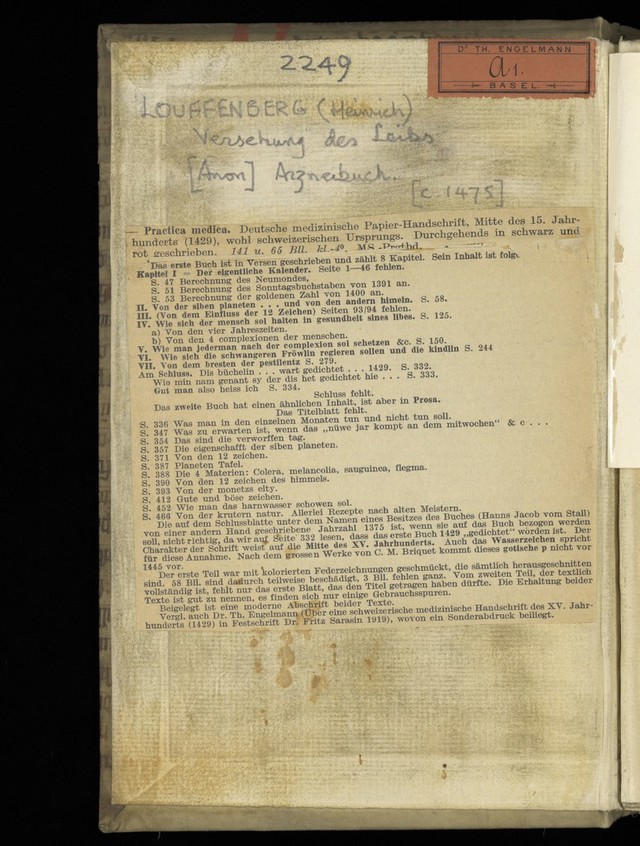 2249
Dr TH. ENGELMANN
A1.
BASEL
LOUFFENBERG (Heinrich)
Versehung des Leibs
[Anon] Arzneibuch.
[c. 1475]
— Practica medica. Deutsche medizinische Papier-Handschrift, Mitte des 15. Jahr-
hunderts (1429), wohl schweizerischen Ursprungs. Durchgehends in schwarz und
rot geschrieben. 141 u. 65 Bll. kl.-4º.
Das erste Buch ist in Versen geschrieben und zählt 8 Kapitel. Sein Inhalt ist folg.
Kapitel I — Der eigentliche Kalender. Seite 1—46 fehlen.
S. 47 Berechnung des Neumondes.
S. 51 Berechnung des Sonntagsbuchstaben von 1391 an.
S. 53 Berechnung der goldenen Zahl von 1400 an.
II. Von der siben planeten . . . und von den andern himeln. S. 58.
III. (Von dem Einfluss der 12 Zeichen) Seiten 93/94 fehlen.
IV. Wie sich der mensch sol halten in gesundheit sines libes. S. 125.
a) Von den vier Jahreszeiten.
b) Von den 4 complexionen der menschen.
V. Wie man jederman nach der complexion sol schetzen &c. S. 150.
VI. Wie sich die schwangeren Fröwlin regieren sollen und die kindlin S. 244
VII. Von dem bresten der pestilentz S. 279.
Am Schluss. Dis büchelin . . . wart gedichtet . . . 1429. S. 332.
Wie min nam genant sy der dis het gedichtet hie . . . S. 333.
Gut man also heiss ich S. 334.
Schluss fehlt.
Das zweite Buch hat einen ähnlichen Inhalt, ist aber in Prosa.
Das Titelblatt fehlt.
S. 336 Was man in den einzelnen Monaten tun und nicht tun soll.
S. 347 Was zu erwarten ist, wenn das „nüwe jar kompt an dem mitwochen“ & c . . .
S. 354 Das sind die verworffen tag.
S. 357 Die eigenschafft der siben planeten.
S. 371 Von den 12 zeichen.
S. 387 Planeten Tafel.
S. 388 Die 4 Materien: Colera, melancolia, sauguinea, flegma.
S. 390 Von den 12 zeichen des himmels.
S. 393 Von der monetzs city.
S. 412 Gute und böse zeichen.
S. 452 Wie man das harnwasser schowen sol.
S. 466 Von der krutern natur. Allerlei Rezepte nach alten Meistern.
Die auf dem Schlussblatte unter dem Namen eines Besitzes des Buches (Hanns Jacob vom Stall)
von einer andern Hand geschriebene Jahrzahl 1375 ist, wenn sie auf das Buch bezogen werden
soll, nicht richtig, da wir auf Seite 332 lesen, dass das erste Buch 1429 „gedichtet“ worden ist. Der
Charakter der Schrift weist auf die Mitte des XV. Jahrhunderts. Auch das Wasserzeichen spricht
für diese Annahme. Nach dem grossen Werke von C. M. Briquet kommt dieses gotische p nicht vor
1445 vor.
Der erste Teil war mit kolorierten Federzeichnungen geschmückt, die sämtlich herausgeschnitten
sind. 58 Bll. sind dadurch teilweise beschädigt, 3 Bll. fehlen ganz. Vom zweiten Teil, der textlich
vollständig ist, fehlt nur das erste Blatt, das den Titel getragen haben dürfte. Die Erhaltung beider
Texte ist gut zu nennen, es finden sich nur einige Gebrauchsspuren.
Beigelegt ist eine moderne Abschrift beider Texte.
Vergl. auch Dr. Th. Engelmann (Über eine schweizerische medizinische Handschrift des XV. Jahr-
hunderts (1429) in Festschrift Dr. Fritz Sarasin 1919), wovon ein Sonderabdruck beiliegt.